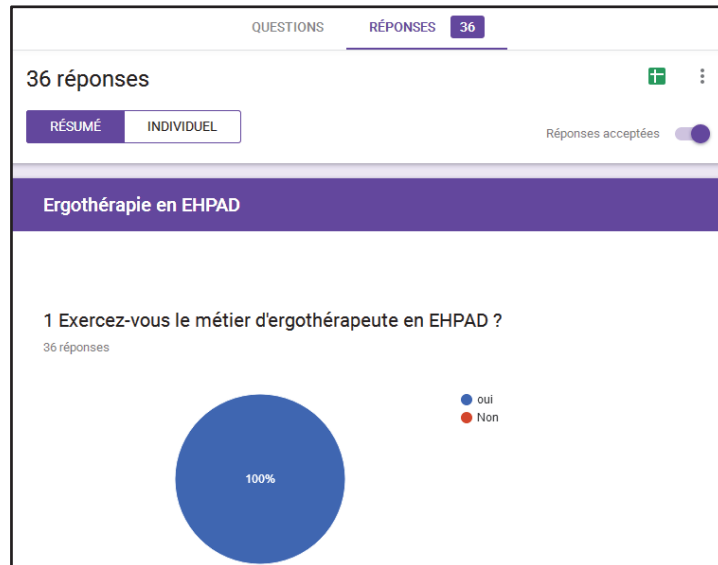 QUESTIONS RÉPONSES 36
36 réponses
RÉSUMÉ INDIVIDUEL
Réponses acceptées
Ergothérapie en EHPAD
1 Exercez-vous le métier d'ergothérapeute en EHPAD ?
36 réponses
oui
Non
100%